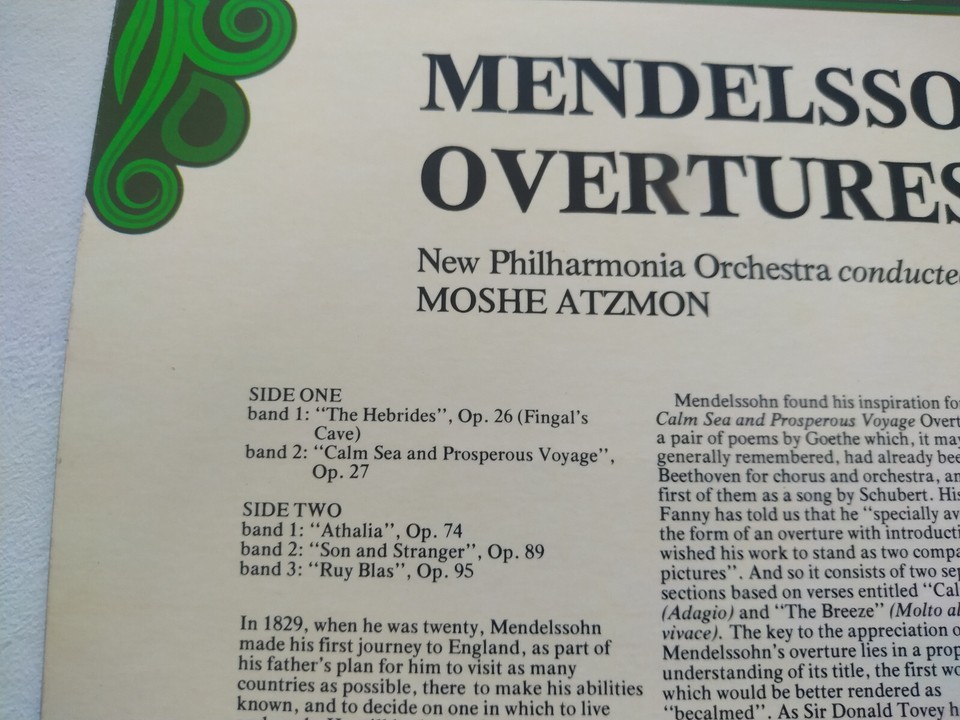 MENDELSSO
OVERTURES
New Philharmonia Orchestra conducte
MOSHE ATZMON
SIDE ONE
band 1: “The Hebrides”, Op. 26 (Fingal’s
Cave)
band 2: “Calm Sea and Prosperous Voyage”,
Op. 27
SIDE TWO
band 1: “Athalia”, Op. 74
band 2: “Son and Stranger”, Op. 89
band 3: “Ruy Blas”, Op. 95
In 1829, when he was twenty, Mendelssohn
made his first journey to England, as part of
his father’s plan for him to visit as many
countries as possible, there to make his abilities
known, and to decide on one in which to live
Mendelssohn found his inspiration fo
Calm Sea and Prosperous Voyage Overt
a pair of poems by Goethe which, it may
generally remembered, had already bee
Beethoven for chorus and orchestra, an
first of them as a song by Schubert. His
Fanny has told us that he “specially av
the form of an overture with introducti
wished his work to stand as two compa
pictures”. And so it consists of two sep
sections based on verses entitled “Cal
(Adagio) and “The Breeze” (Molto al
vivace). The key to the appreciation o
Mendelssohn’s overture lies in a prop
understanding of its title, the first wo
which would be better rendered as
“becalmed”. As Sir Donald Tovey h